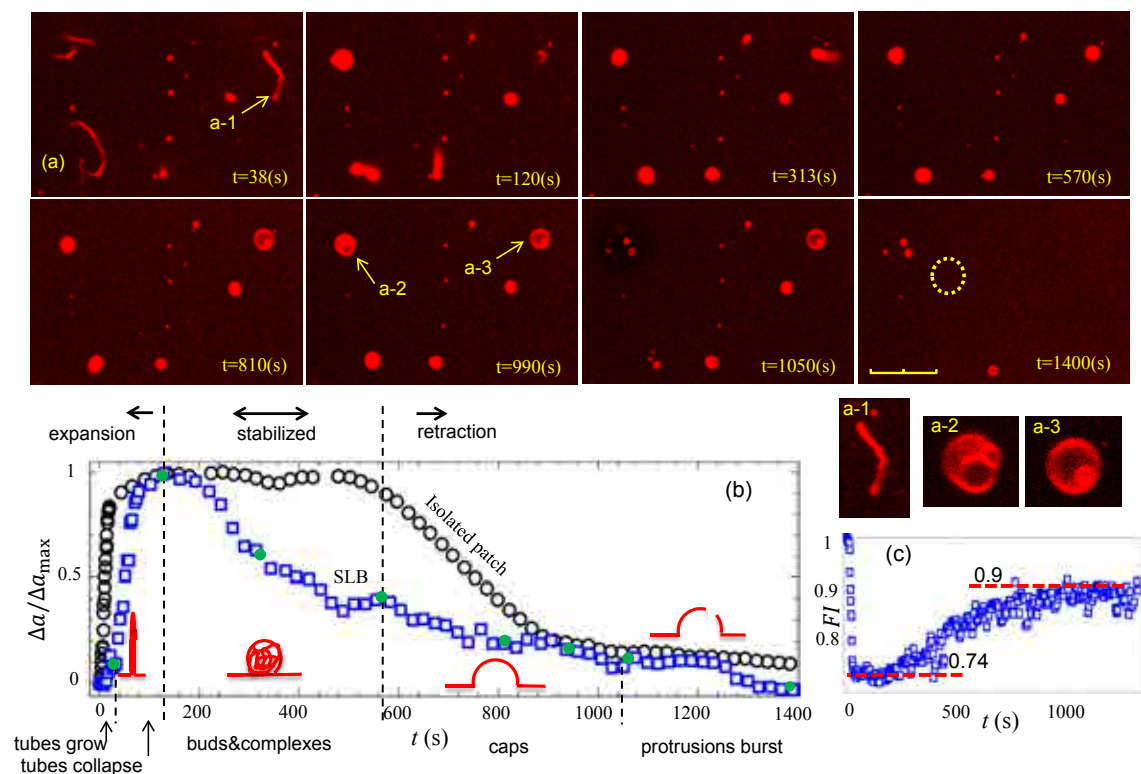 a-1
(a)
t=38(s)
t=120(s)
t=313(s)
t=570(s)
t=810(s)
a-2
a-3
t=990(s)
t=1050(s)
t=1400(s)
expansion
stabilized
retraction
(b)
1
0.5
0
Δa/Δa_max
Isolated patch
SLB
0 200 400 600 800 1000 1200 1400
t (s)
tubes grow
tubes collapse
buds&complexes
caps
protrusions burst
a-1
a-2
a-3
(c)
1
0.9
0.8
FI
0.9
0.74
0 500 1000
t (s)